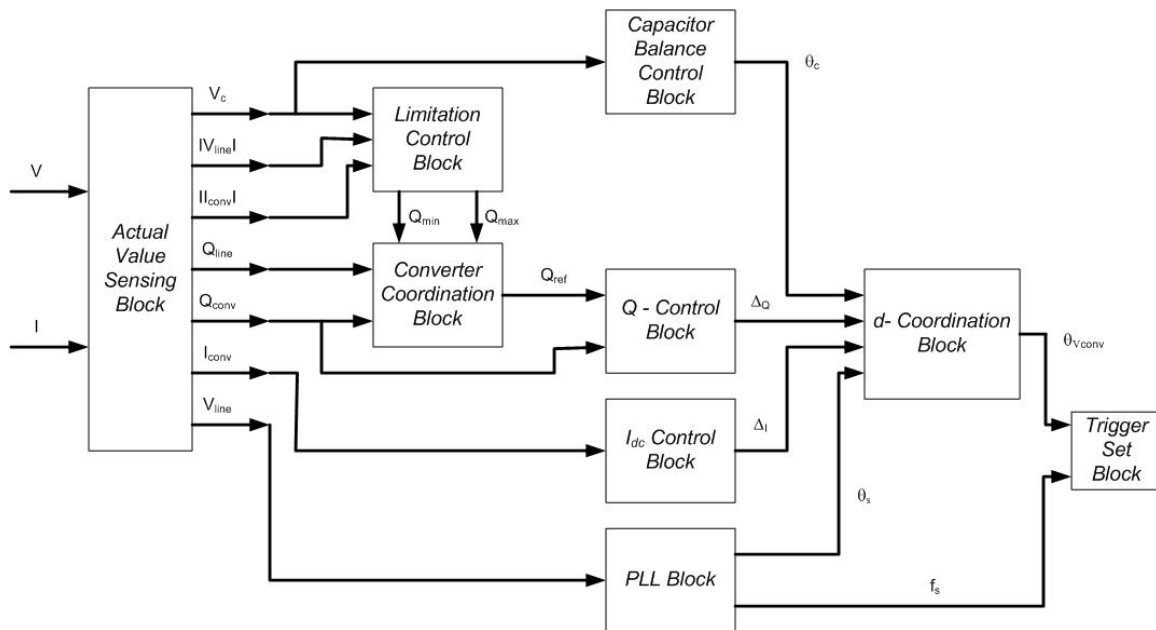 Capacitor
Balance
Control
Block
θc
Vc
Limitation
Control
Block
IVlineI
V
IIconvI
Qmin
Qmax
Actual
Value
Sensing
Block
Qline
Converter
Coordination
Block
Qref
Q - Control
Block
ΔQ
d- Coordination
Block
Qconv
I
Iconv
θVconv
Vline
Idc Control
Block
ΔI
Trigger
Set
Block
θs
PLL Block
fs